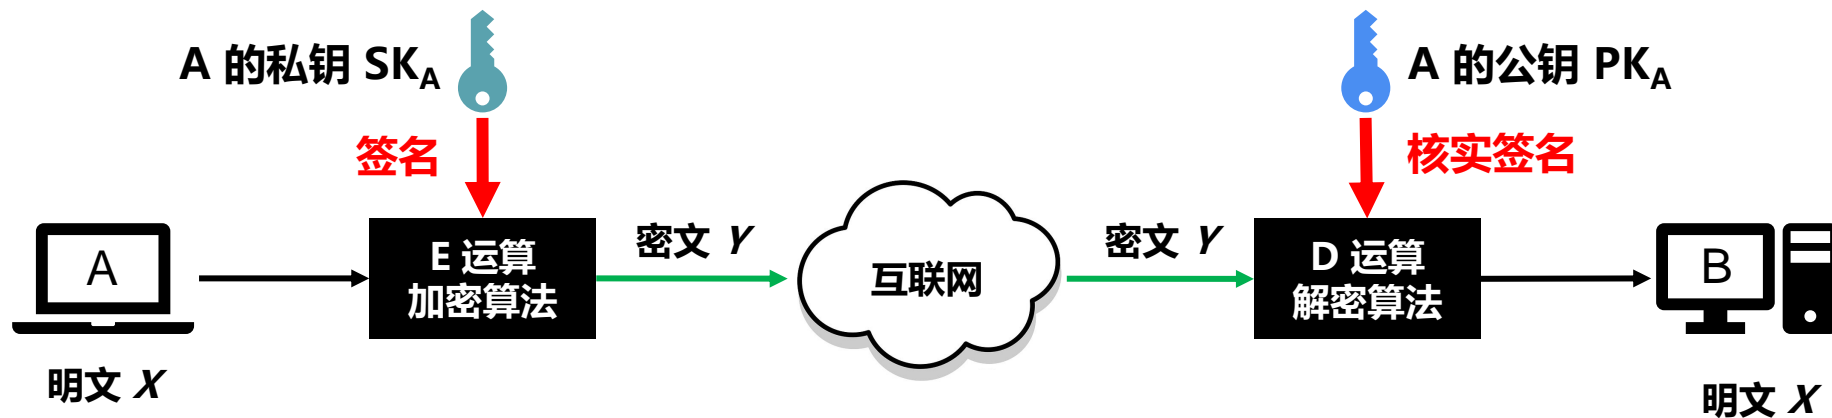 A 的私钥 SKA
A 的公钥 PKA
签名
核实签名
A
E 运算
加密算法
密文 Y
互联网
密文 Y
D 运算
解密算法
B
明文 X
明文 X